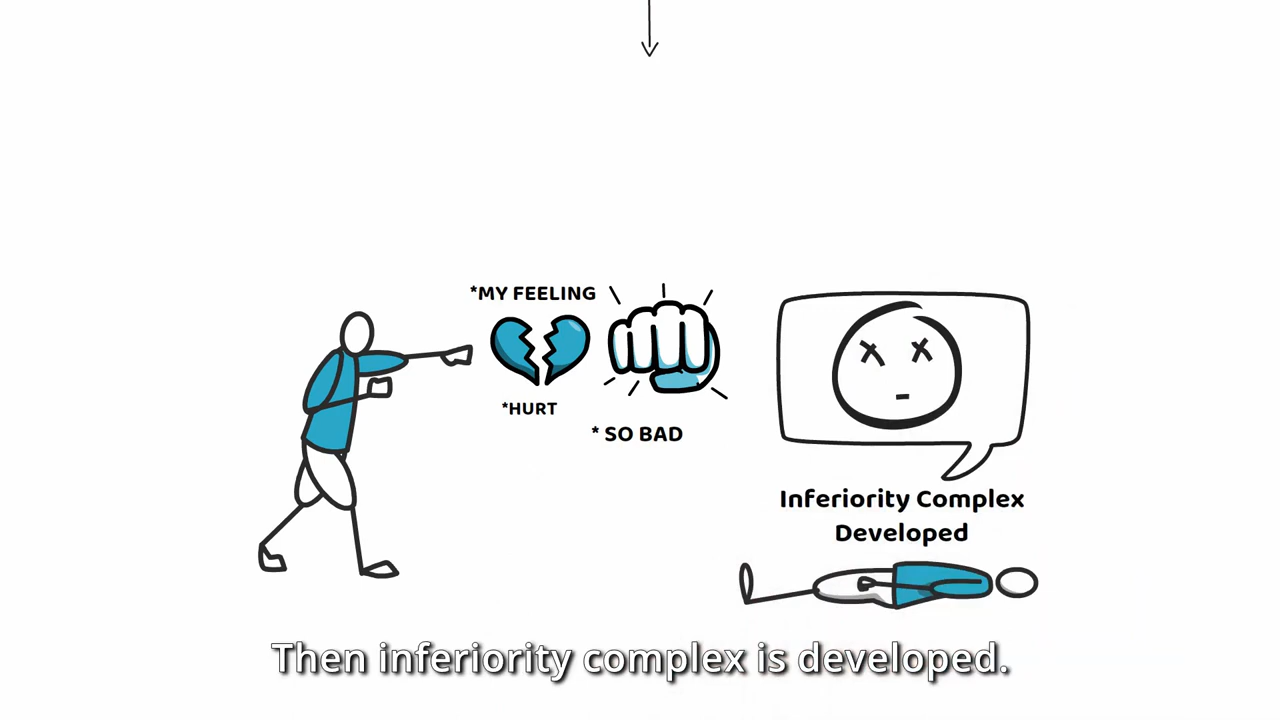 *MY FEELING
*HURT
* SO BAD
Inferiority Complex
Developed
Then inferiority complex is developed.